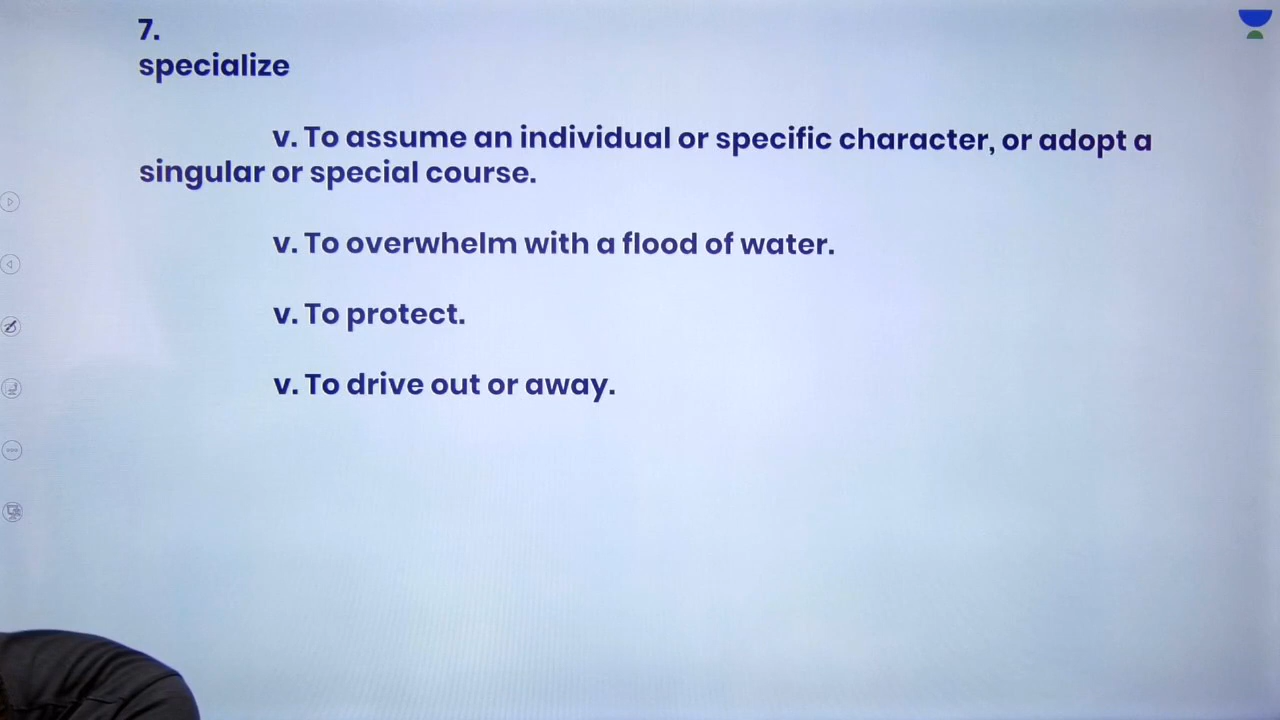 7.
specialize
v. To assume an individual or specific character, or adopt a
singular or special course.
v. To overwhelm with a flood of water.
v. To protect.
v. To drive out or away.